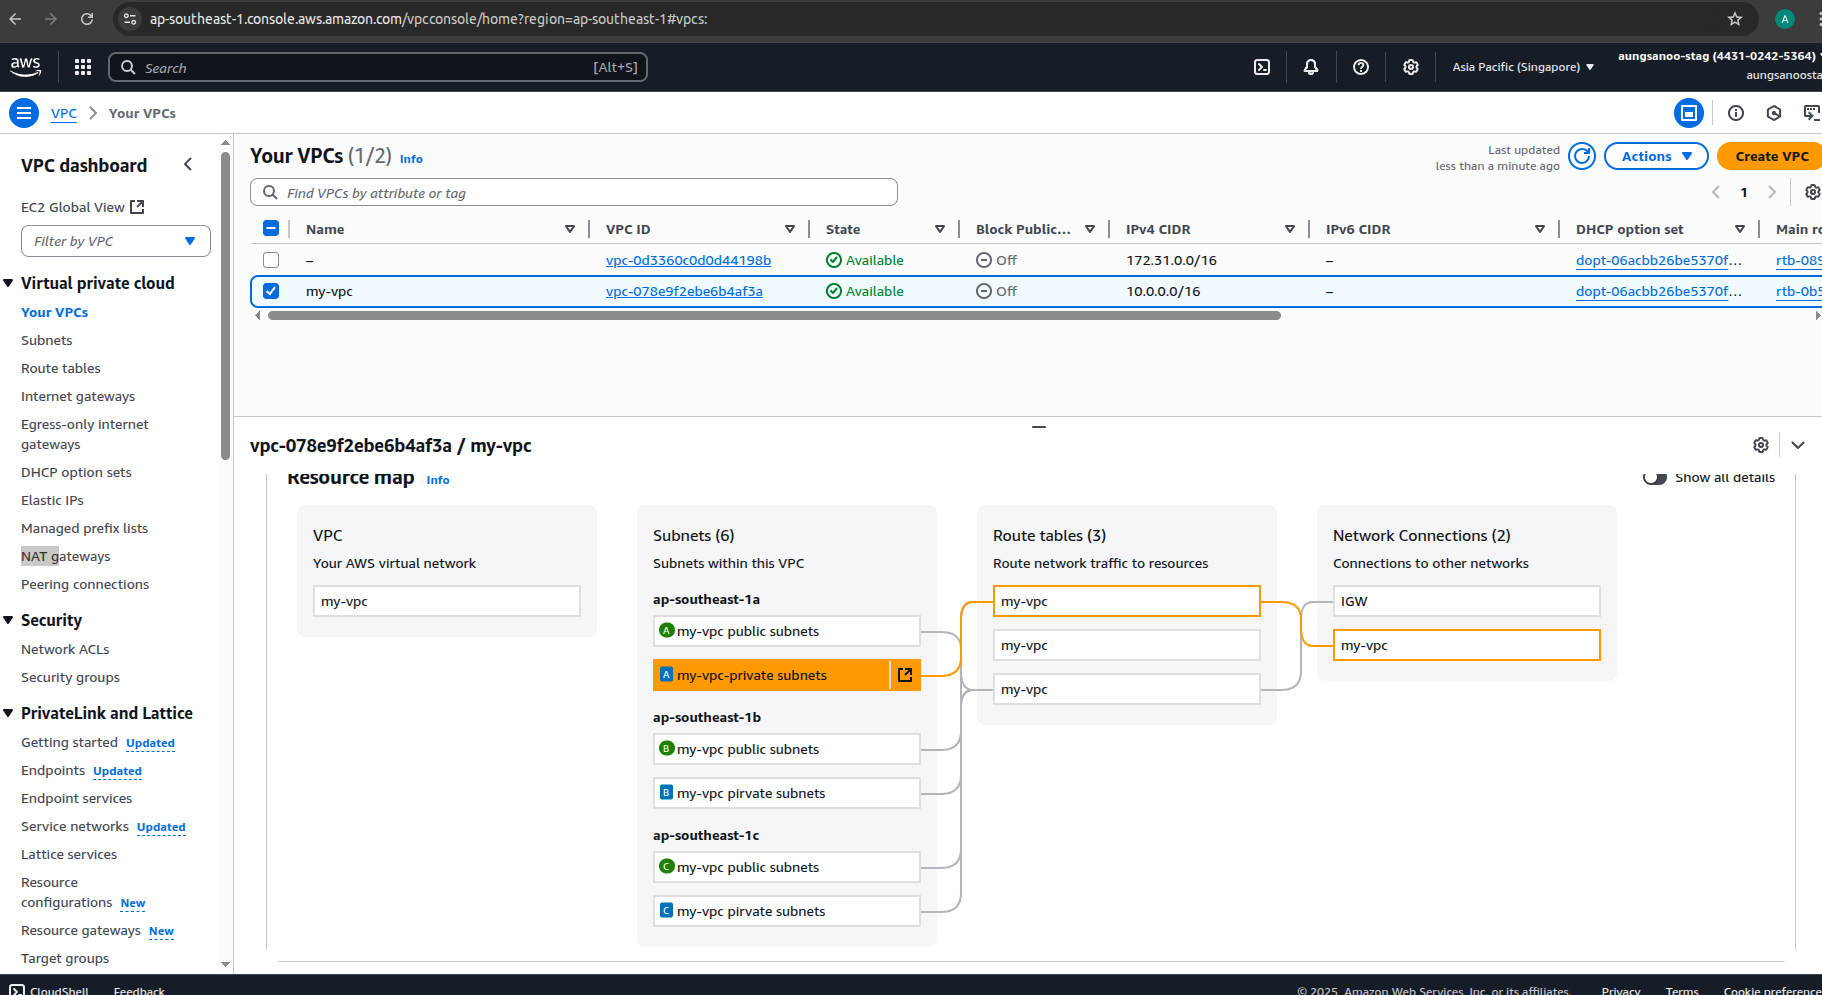 ap-southeast-1.console.aws.amazon.com/vpcconsole/home?region=ap-southeast-1#vpcs:
A
aws
Search
[Alt+S]
Asia Pacific (Singapore)
aungsanoo-stag (4431-0242-5364)
aungsanoosta
VPC
Your VPCs
VPC dashboard
EC2 Global View
Filter by VPC
Virtual private cloud
Your VPCs
Subnets
Route tables
Internet gateways
Egress-only internet
gateways
DHCP option sets
Elastic IPs
Managed prefix lists
NAT gateways
Peering connections
Security
Network ACLs
Security groups
PrivateLink and Lattice
Getting started Updated
Endpoints Updated
Endpoint services
Service networks Updated
Lattice services
Resource
configurations New
Resource gateways New
Target groups
Your VPCs (1/2) Info
Last updated
less than a minute ago
Actions
Create VPC
Find VPCs by attribute or tag
1
Name VPC ID State Block Public... IPv4 CIDR IPv6 CIDR DHCP option set Main ro
– vpc-0d3360c0d0d44198b Available Off 172.31.0.0/16 – dopt-06acbb26be5370f... rtb-089
my-vpc vpc-078e9f2ebe6b4af3a Available Off 10.0.0.0/16 – dopt-06acbb26be5370f... rtb-0b5
vpc-078e9f2ebe6b4af3a / my-vpc
Resource map Info
Show all details
VPC
Your AWS virtual network
my-vpc
Subnets (6)
Subnets within this VPC
ap-southeast-1a
A my-vpc public subnets
A my-vpc-private subnets
ap-southeast-1b
B my-vpc public subnets
B my-vpc pirvate subnets
ap-southeast-1c
C my-vpc public subnets
C my-vpc pirvate subnets
Route tables (3)
Route network traffic to resources
my-vpc
my-vpc
my-vpc
Network Connections (2)
Connections to other networks
IGW
my-vpc
CloudShell
Feedback
© 2025, Amazon Web Services, Inc. or its affiliates.
Privacy
Terms
Cookie preference